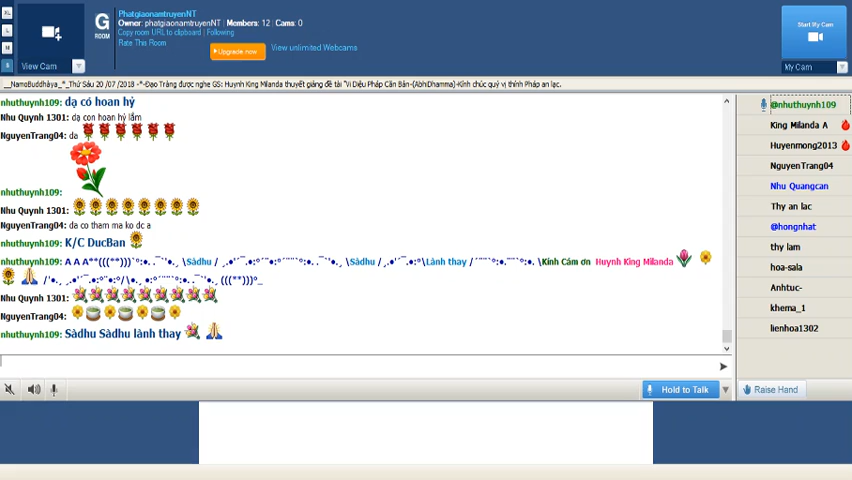 XL
L
M
S
View Cam
G
ROOM
PhatgiaonamtruyenNT
Owner: phatgiaonamtruyenNT | Members: 12 | Cams: 0
Copy room URL to clipboard | Following
Rate This Room
Upgrade now
View unlimited Webcams
Start My Cam
My Cam
__NamoBuddhàya_*_Thứ Sáu 20 /07 /2018 -*-Đạo Tràng được nghe GS: Huynh King Milanda thuyết giảng đề tài "Vi Diệu Pháp Căn Bản-(AbhiDhamma)-Kính chúc quý vị thính Pháp an lạc.
nhuthuynh109: dạ có hoan hỷ
Nhu Quynh 1301: dạ con hoan hỷ lắm
NguyenTrang04: da
nhuthuynh109:
Nhu Quynh 1301:
NguyenTrang04: da co tham ma ko dc a
nhuthuynh109: K/C DucBan
nhuthuynh109: \Sàdhu / \Sàdhu / \Lành thay / \Kính Cám ơn Huynh King Milanda
Nhu Quynh 1301:
NguyenTrang04:
nhuthuynh109: Sàdhu Sàdhu lành thay
Hold to Talk
Raise Hand
@nhuthuynh109
King Milanda A
Huyenmong2013
NguyenTrang04
Nhu Quangcan
Thy an lac
@hongnhat
thy lam
hoa-sala
Anhtuc-
khema_1
lienhoa1302